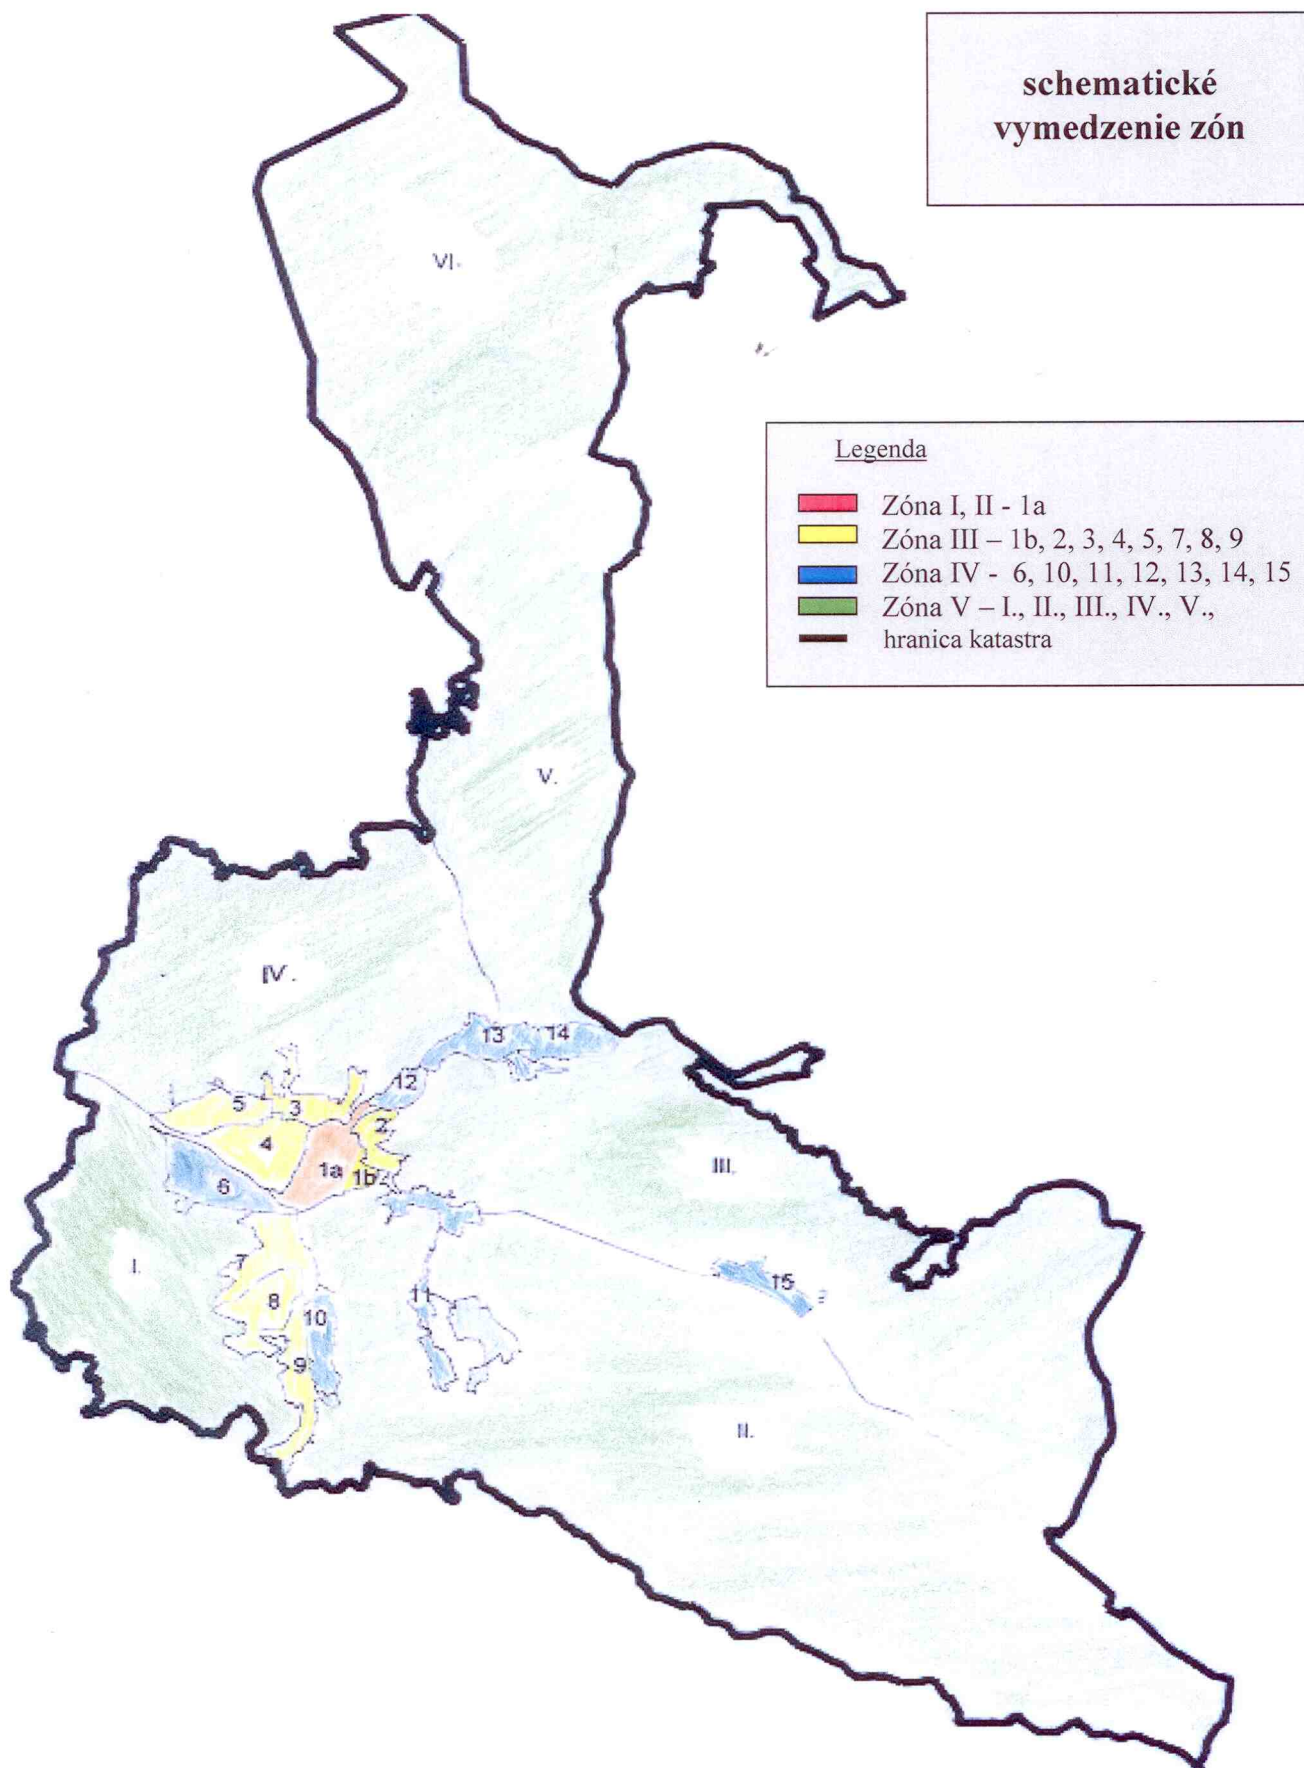 schematické
vymedzenie zón
VI.
Legenda
Zóna I, II - 1a
Zóna III – 1b, 2, 3, 4, 5, 7, 8, 9
Zóna IV - 6, 10, 11, 12, 13, 14, 15
Zóna V – I., II., III., IV., V.,
hranica katastra
V.
IV.
13
14
12
5
3
2
4
1a
1b
6
III.
I.
7
8
10
11
15
9
II.